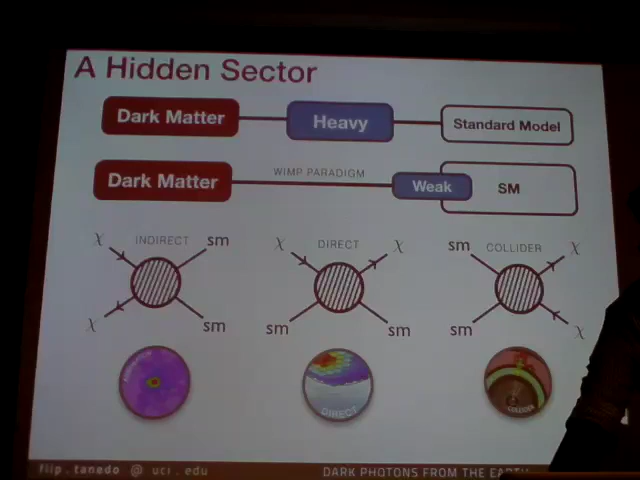 A Hidden Sector
Dark Matter
Heavy
Standard Model
Dark Matter
WIMP PARADIGM
Weak
SM
χ
INDIRECT
sm
χ
sm
χ
DIRECT
χ
sm
sm
sm
COLLIDER
χ
sm
χ
DIRECT
COLLIDER
flip.tanedo @ uci.edu
DARK PHOTONS FROM THE EARTH